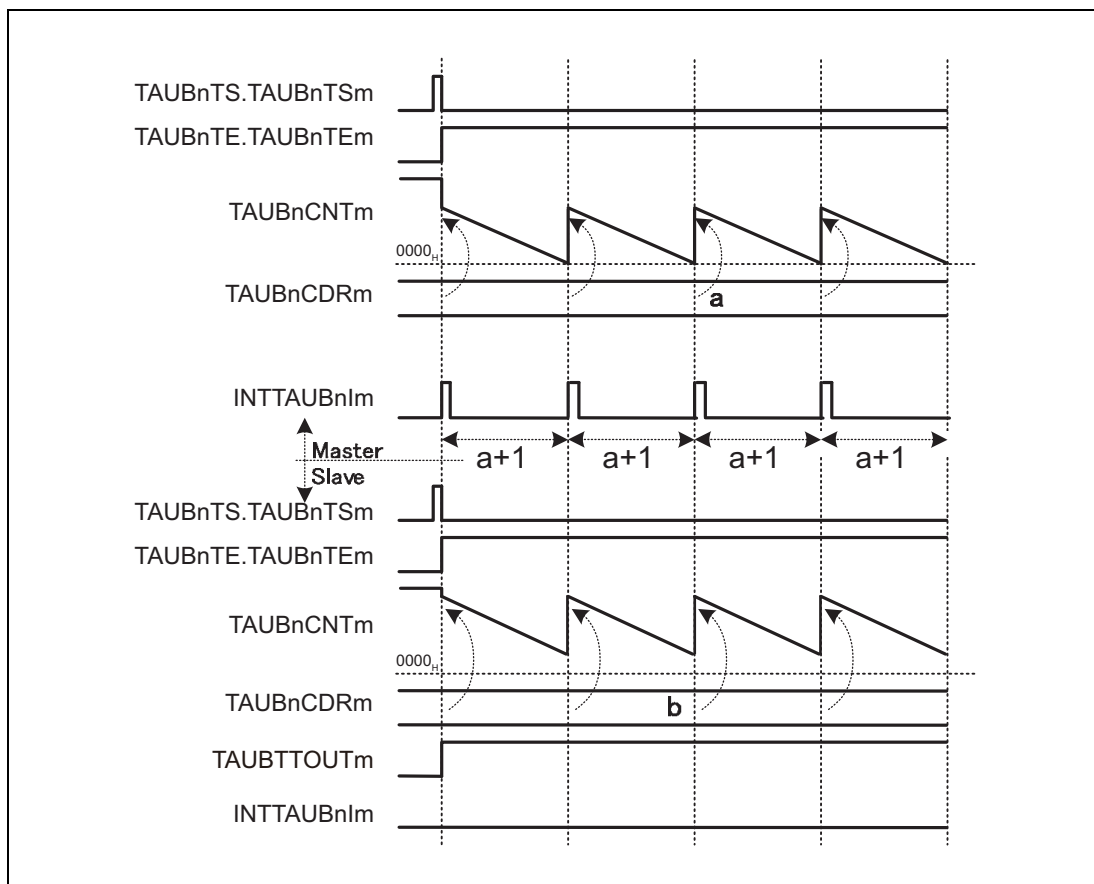 TAUBnTS.TAUBnTSm
TAUBnTE.TAUBnTEm
TAUBnCNTm
0000H
TAUBnCDRm
a
INTTAUBnIm
a+1 a+1 a+1 a+1
Master
Slave
TAUBnTS.TAUBnTSm
TAUBnTE.TAUBnTEm
TAUBnCNTm
0000H
TAUBnCDRm
b
TAUBTTOUTm
INTTAUBnIm